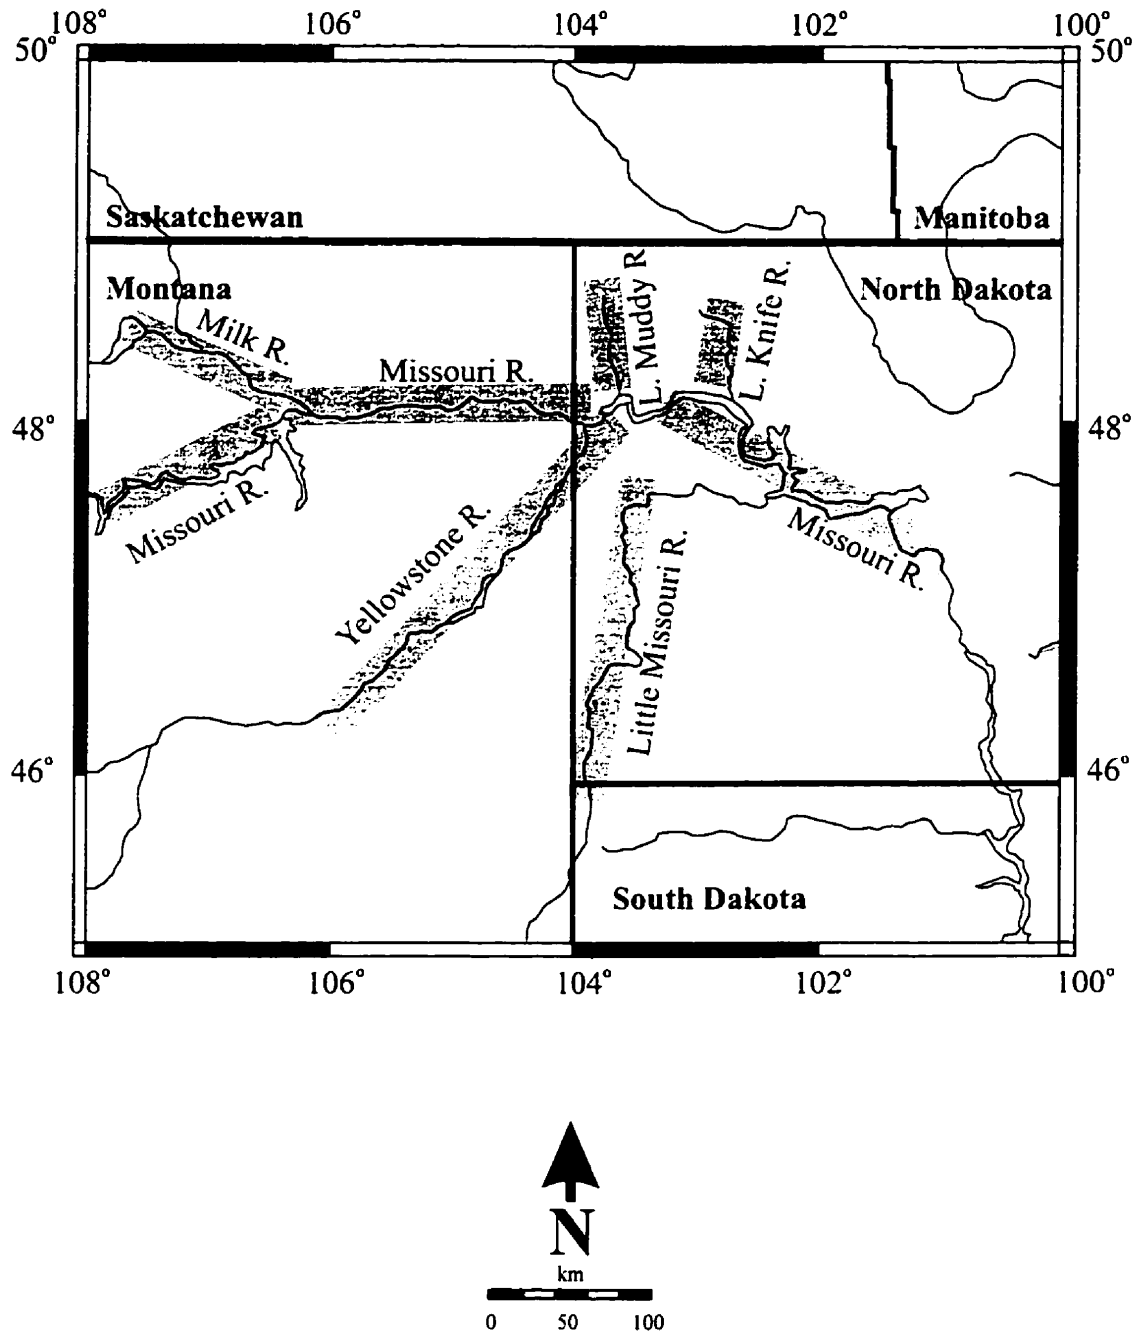 108° 106° 104° 102° 100°
50° 50°
Saskatchewan Manitoba
Montana North Dakota
Milk R.
L. Muddy R
L. Knife R.
Missouri R.
48° 48°
Missouri R.
Yellowstone R.
Little Missouri R.
Missouri R.
46° 46°
South Dakota
108° 106° 104° 102° 100°
N
km
0 50 100